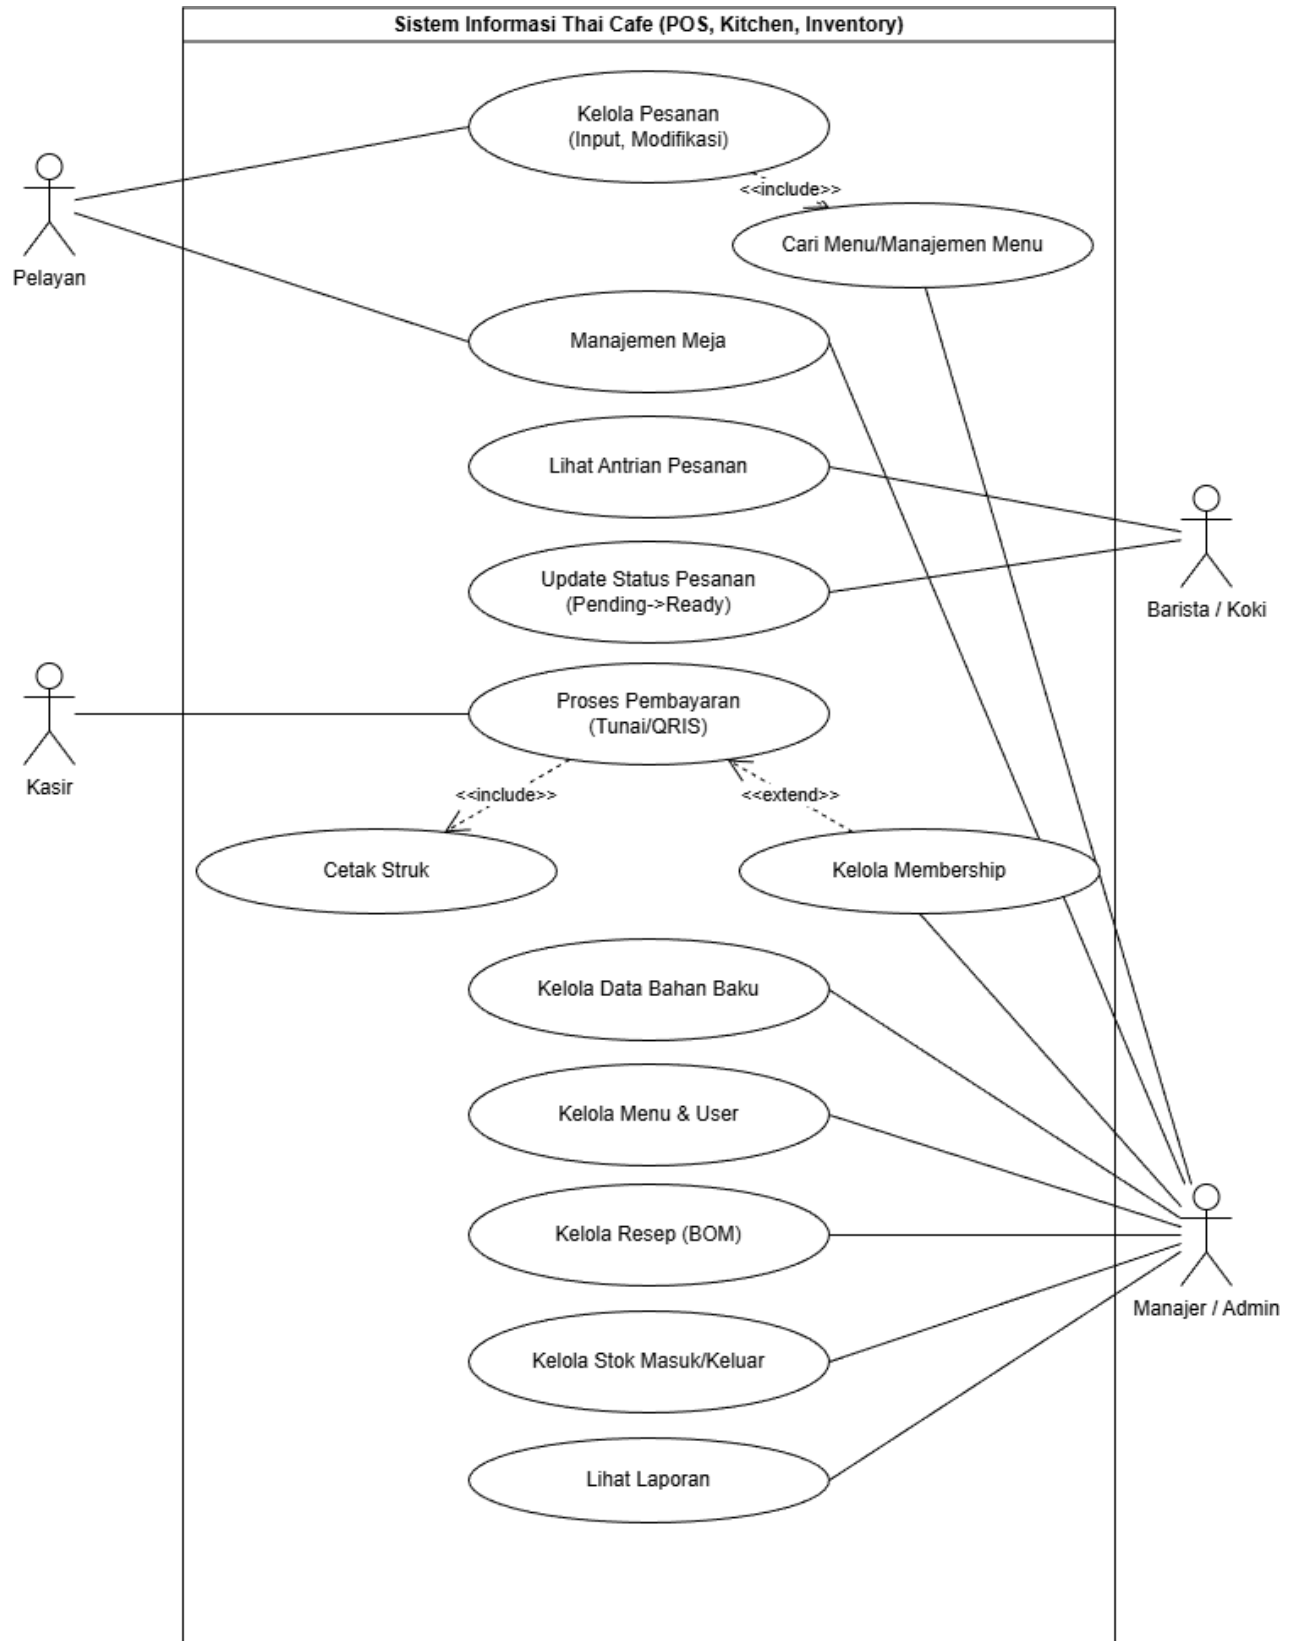 Sistem Informasi Thai Cafe (POS, Kitchen, Inventory)
Kelola Pesanan
(Input, Modifikasi)
<<include>>
Cari Menu/Manajemen Menu
Pelayan
Manajemen Meja
Lihat Antrian Pesanan
Update Status Pesanan
(Pending->Ready)
Barista / Koki
Proses Pembayaran
(Tunai/QRIS)
Kasir
<<include>>
<<extend>>
Cetak Struk
Kelola Membership
Kelola Data Bahan Baku
Kelola Menu & User
Kelola Resep (BOM)
Manajer / Admin
Kelola Stok Masuk/Keluar
Lihat Laporan